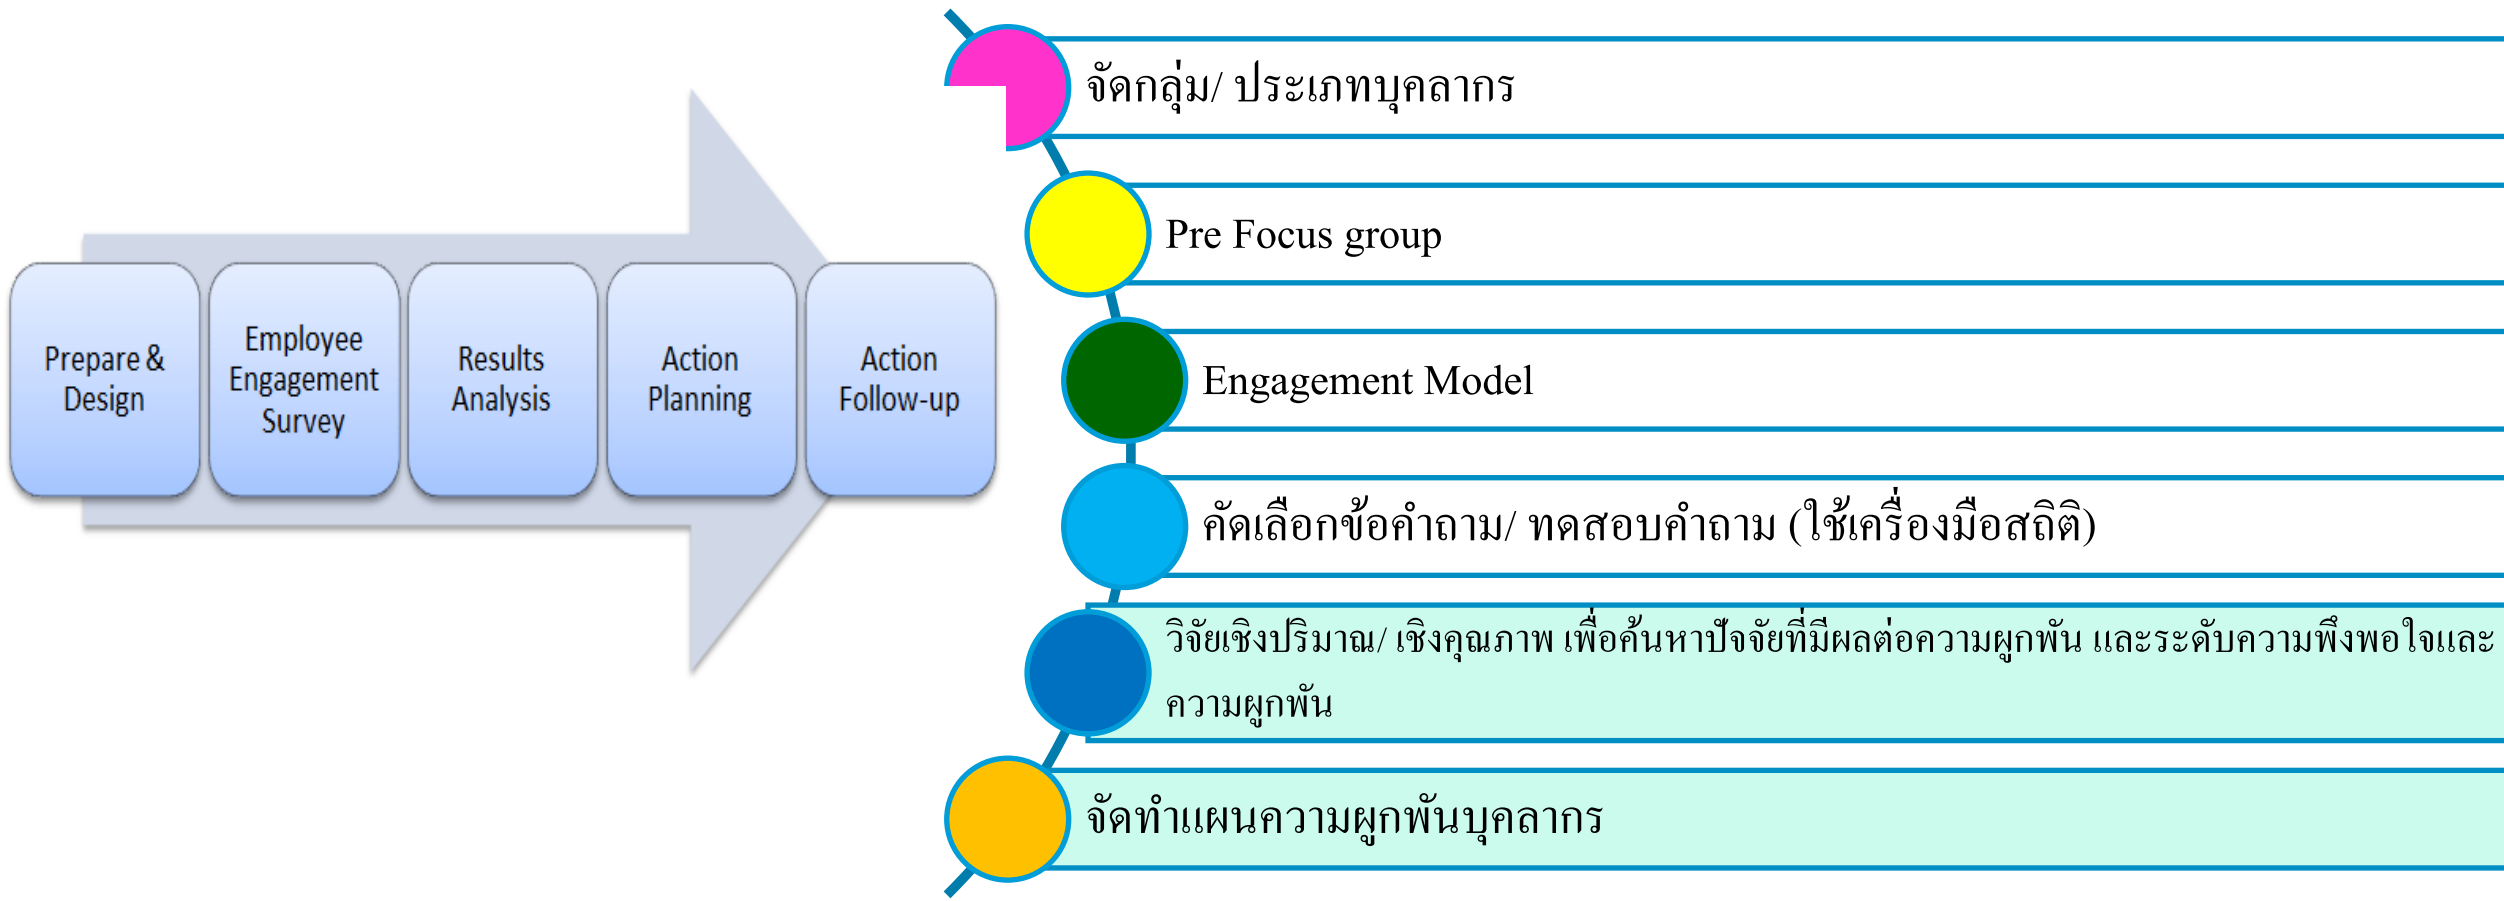 Prepare &
Design
Employee
Engagement
Survey
Results
Analysis
Action
Planning
Action
Follow-up
จัดกลุ่ม/ ประเภทบุคลากร
Pre Focus group
Engagement Model
คัดเลือกข้อคำถาม/ ทดสอบคำถาม (ใช้เครื่องมือสถิติ)
วิจัยเชิงปริมาณ/ เชิงคุณภาพ เพื่อค้นหาปัจจัยที่มีผลต่อความผูกพัน และระดับความพึงพอใจและ
ความผูกพัน
จัดทำแผนความผูกพันบุคลากร